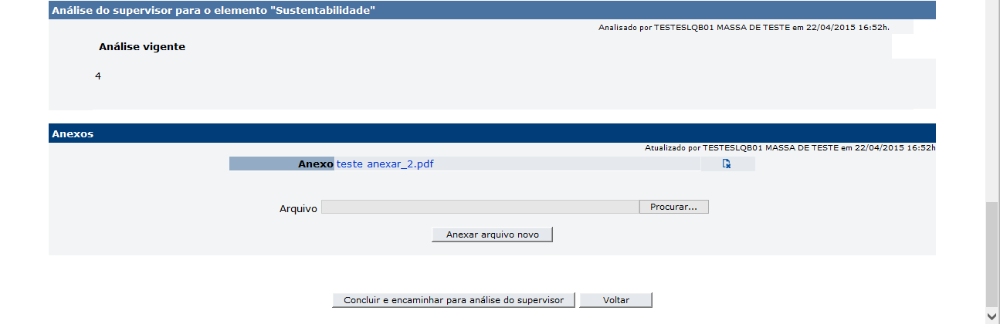 Análise do supervisor para o elemento "Sustentabilidade"
Analisado por TESTESLQB01 MASSA DE TESTE em 22/04/2015 16:52h.
Análise vigente
4
Anexos
Atualizado por TESTESLQB01 MASSA DE TESTE em 22/04/2015 16:52h
Anexo teste anexar_2.pdf
Arquivo Procurar...
Anexar arquivo novo
Concluir e encaminhar para análise do supervisor Voltar